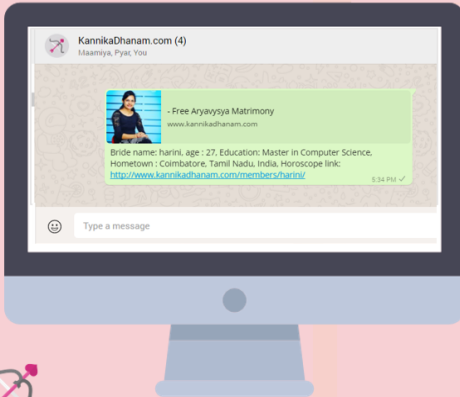 KannikaDhanam.com (4)
Maamiya, Pyar, You
- Free Aryavysya Matrimony
www.kannikadhanam.com
Bride name: harini, age : 27, Education: Master in Computer Science,
Hometown : Coimbatore, Tamil Nadu, India, Horoscope link:
http://www.kannikadhanam.com/members/harini/
5:34 PM
Type a message